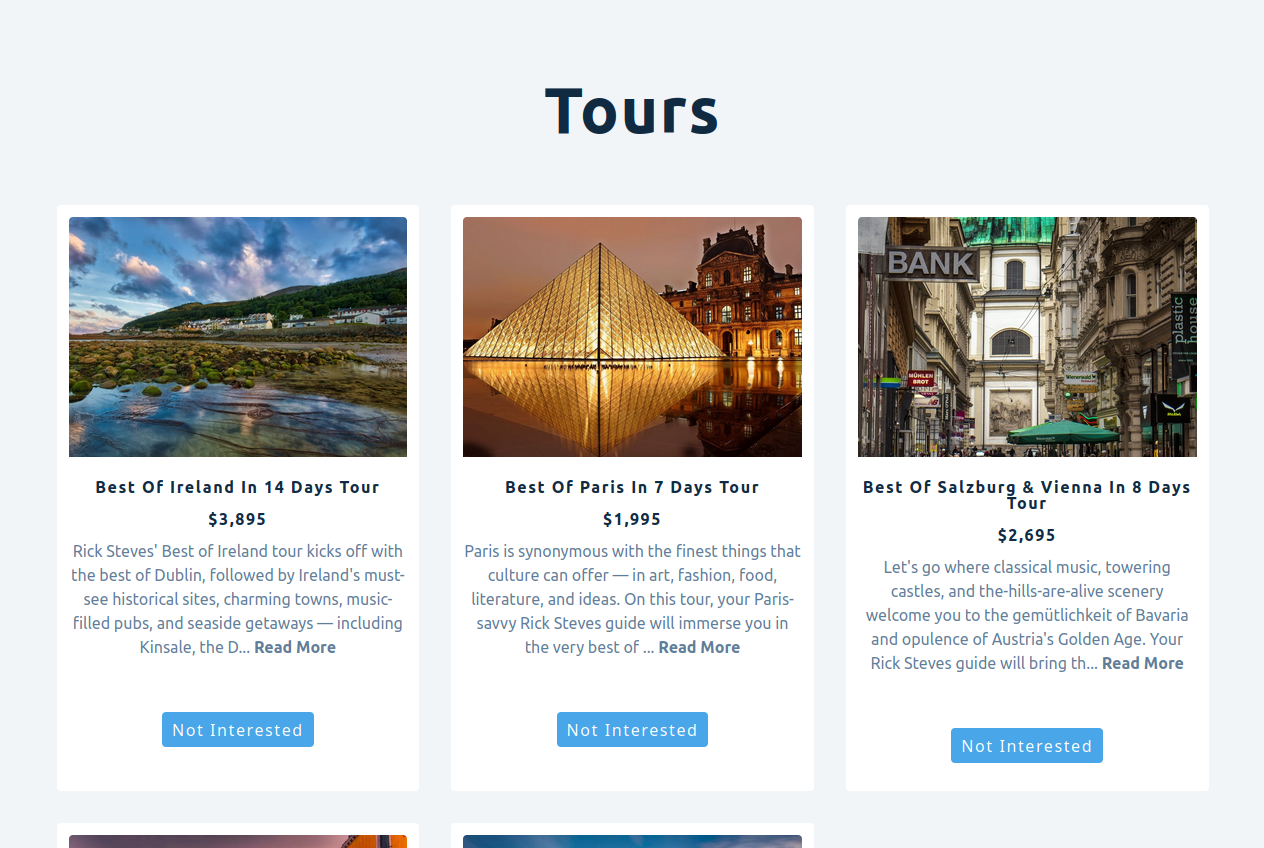 Tours
BANK
plastic
house
MÜHLEN
BROT
Wienerwald
Best Of Ireland In 14 Days Tour
$3,895
Rick Steves' Best of Ireland tour kicks off with
the best of Dublin, followed by Ireland's must-
see historical sites, charming towns, music-
filled pubs, and seaside getaways — including
Kinsale, the D... Read More
Not Interested
Best Of Paris In 7 Days Tour
$1,995
Paris is synonymous with the finest things that
culture can offer — in art, fashion, food,
literature, and ideas. On this tour, your Paris-
savvy Rick Steves guide will immerse you in
the very best of ... Read More
Not Interested
Best Of Salzburg & Vienna In 8 Days
Tour
$2,695
Let's go where classical music, towering
castles, and the-hills-are-alive scenery
welcome you to the gemütlichkeit of Bavaria
and opulence of Austria's Golden Age. Your
Rick Steves guide will bring th... Read More
Not Interested